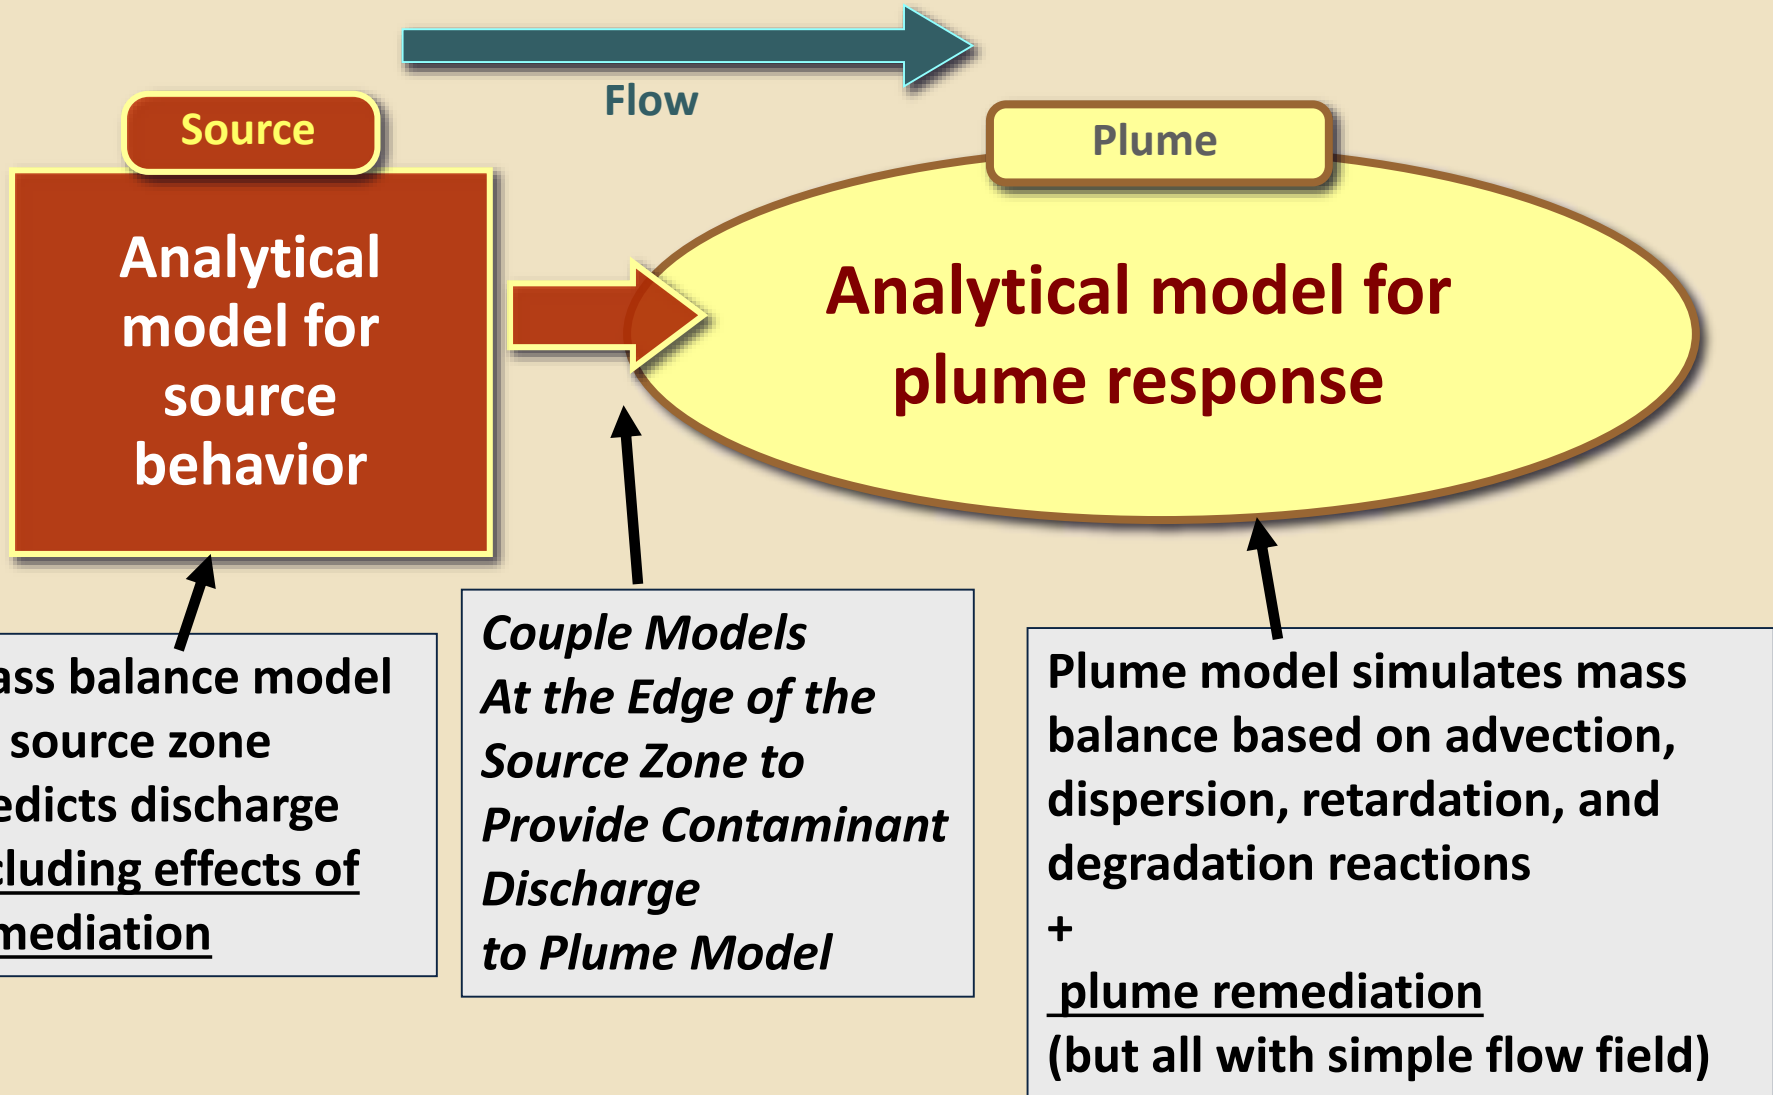 Flow
Source
Plume
Analytical
model for
source
behavior
Analytical model for
plume response
ass balance model
source zone
edicts discharge
cluding effects of
mediation
Couple Models
At the Edge of the
Source Zone to
Provide Contaminant
Discharge
to Plume Model
Plume model simulates mass
balance based on advection,
dispersion, retardation, and
degradation reactions
+
plume remediation
(but all with simple flow field)